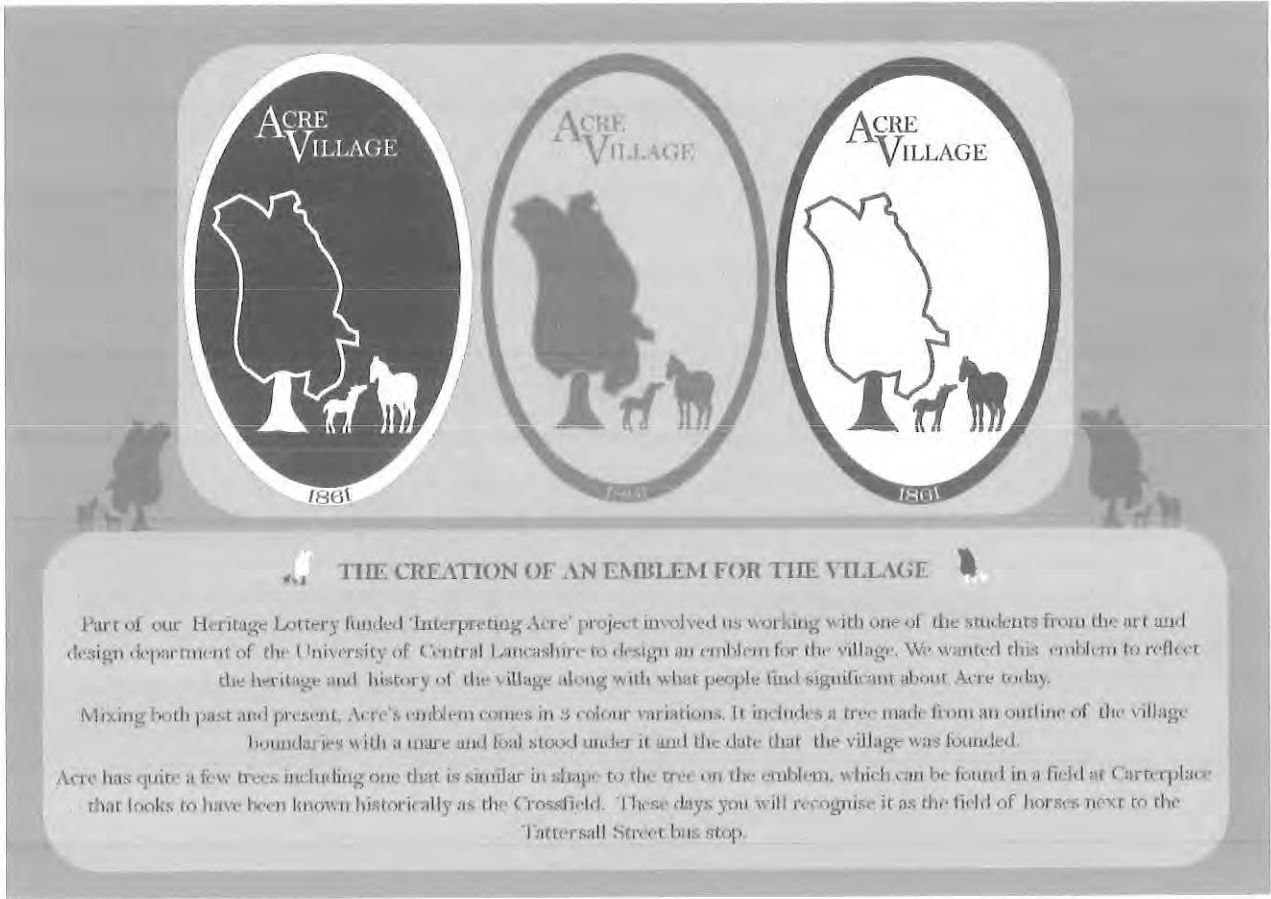 ACRE
VILLAGE
1861
ACRE
VILLAGE
1861
ACRE
VILLAGE
1861
THE CREATION OF AN EMBLEM FOR THE VILLAGE
Part of our Heritage Lottery funded 'Interpreting Acre' project involved us working with one of the students from the art and
design department of the University of Central Lancashire to design an emblem for the village. We wanted this emblem to reflect
the heritage and history of the village along with what people find significant about Acre today.
Mixing both past and present, Acre's emblem comes in 3 colour variations. It includes a tree made from an outline of the village
boundaries with a mare and foal stood under it and the date that the village was founded.
Acre has quite a few trees including one that is similar in shape to the tree on the emblem, which can be found in a field at Carterplace
that looks to have been known historically as the Crossfield. These days you will recognise it as the field of horses next to the
Tattersall Street bus stop.